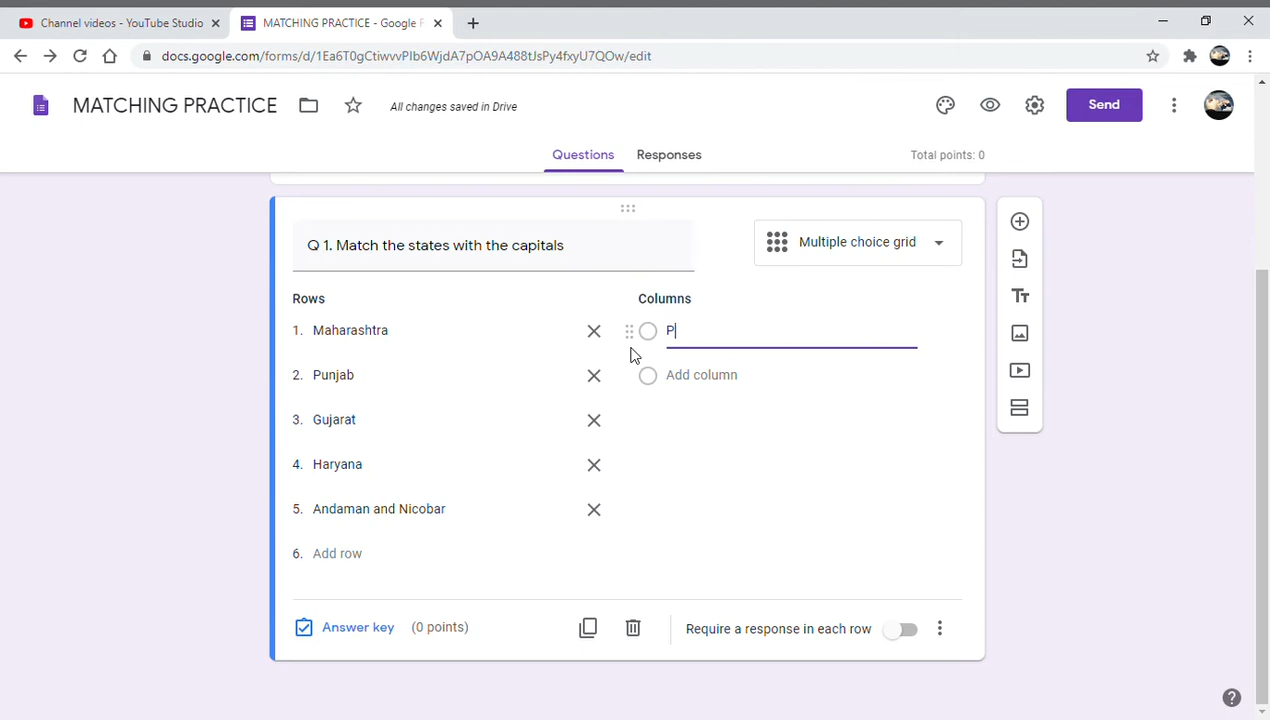 Channel videos - YouTube Studio
MATCHING PRACTICE - Google F
docs.google.com/forms/d/1Ea6T0gCtiwvvPIb6WjdA7pOA9A488tJsPy4fxyU7QOw/edit
MATCHING PRACTICE
All changes saved in Drive
Send
Questions
Responses
Total points: 0
Q 1. Match the states with the capitals
Multiple choice grid
Rows
Columns
1. Maharashtra
P
2. Punjab
Add column
3. Gujarat
4. Haryana
5. Andaman and Nicobar
6. Add row
Answer key (0 points)
Require a response in each row